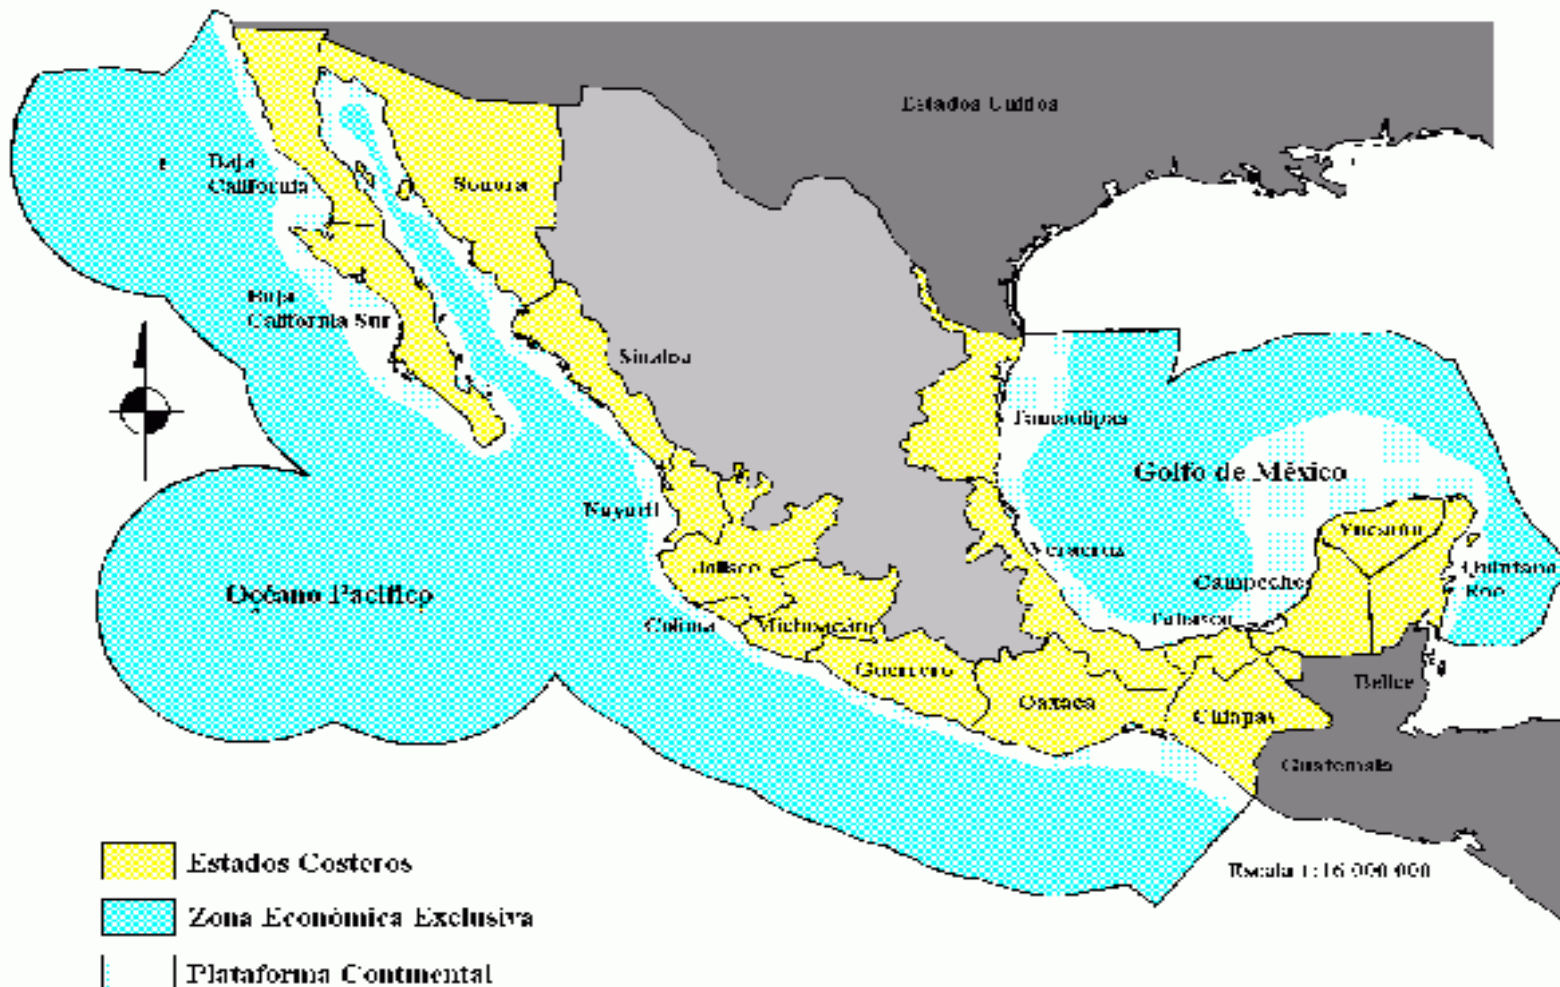 Estados Unidos
Baja
California
Sonora
Baja
California Sur
Sinaloa
Tamaulipas
Golfo de México
Nayarit
Yucatán
Veracruz
Jalisco
Campeche
Quintana
Roo
Océano Pacífico
Tabasco
Colima
Michoacán
Guerrero
Oaxaca
Chiapas
Belice
Guatemala
Estados Costeros
Escala 1:16 000 000
Zona Económica Exclusiva
Plataforma Continental